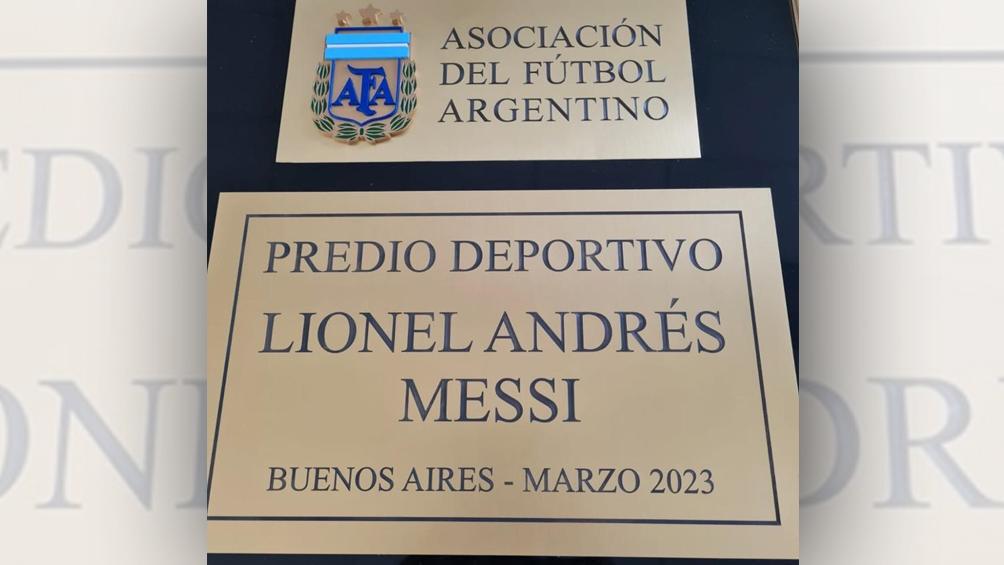 AFA
ASOCIACIÓN
DEL FÚTBOL
ARGENTINO
PREDIO DEPORTIVO
LIONEL ANDRÉS
MESSI
BUENOS AIRES - MARZO 2023